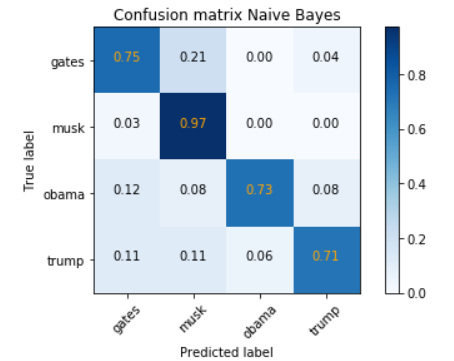 Confusion matrix Naive Bayes
gates 0.75 0.21 0.00 0.04
musk 0.03 0.97 0.00 0.00
obama 0.12 0.08 0.73 0.08
trump 0.11 0.11 0.06 0.71
True label
gates musk obama trump
Predicted label
0.8
0.6
0.4
0.2
0.0